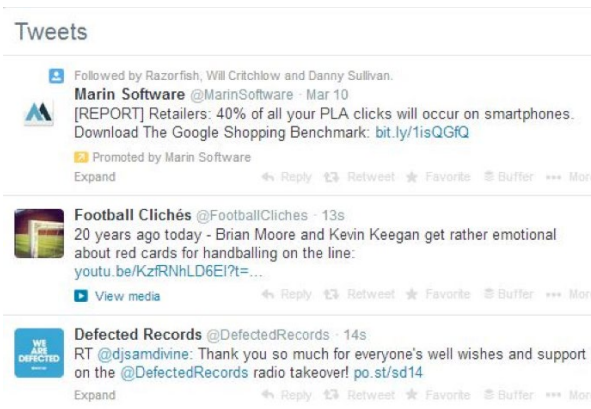 Tweets
Followed by Razorfish, Will Critchlow and Danny Sullivan.
Marin Software @MarinSoftware · Mar 10
[REPORT] Retailers: 40% of all your PLA clicks will occur on smartphones.
Download The Google Shopping Benchmark: bit.ly/1isQGfQ
Promoted by Marin Software
Expand Reply Retweet Favorite Buffer ••• Mor
Football Clichés @FootballCliches · 13s
20 years ago today - Brian Moore and Kevin Keegan get rather emotional
about red cards for handballing on the line:
youtu.be/KzfRNhLD6EI?t=...
View media Reply Retweet Favorite Buffer ••• Mor
WE
ARE
DEFECTED
Defected Records @DefectedRecords · 14s
RT @djsamdivine: Thank you so much for everyone's well wishes and support
on the @DefectedRecords radio takeover! po.st/sd14
Expand Reply Retweet Favorite Buffer ••• Mor